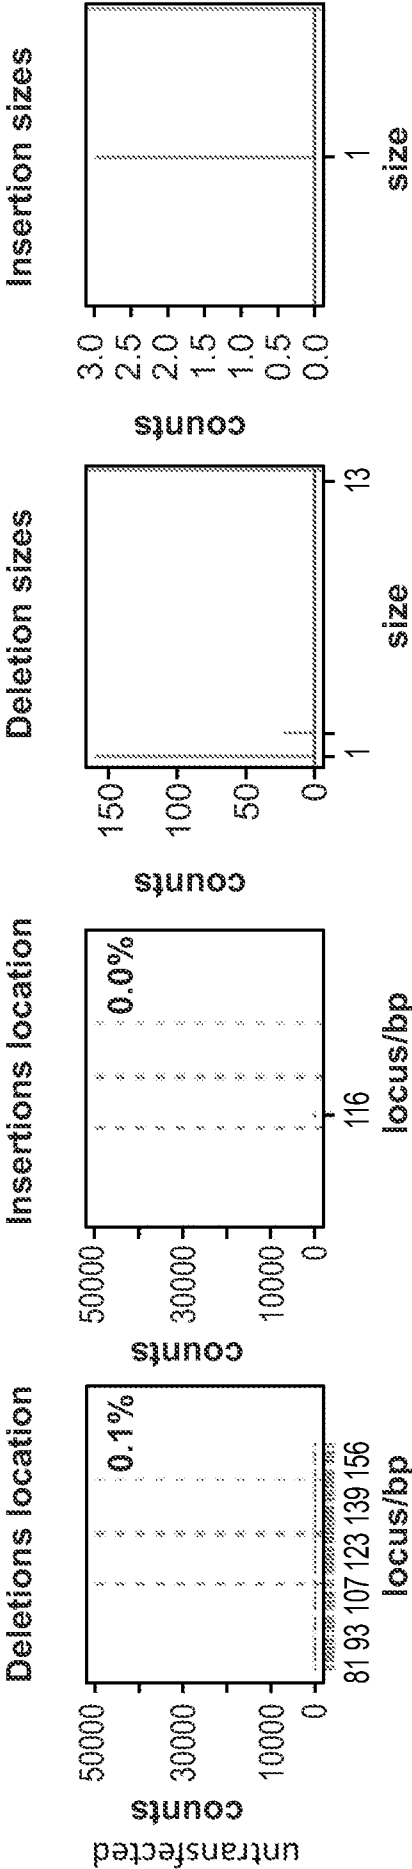 untransfected
Deletions location
counts
50000
30000
10000
0
0.1%
81 93 107 123 139 156
locus/bp
Insertions location
counts
50000
30000
10000
0
0.0%
116
locus/bp
Deletion sizes
counts
150
100
50
0
1 13
size
Insertion sizes
counts
3.0
2.5
2.0
1.5
1.0
0.5
0.0
1
size